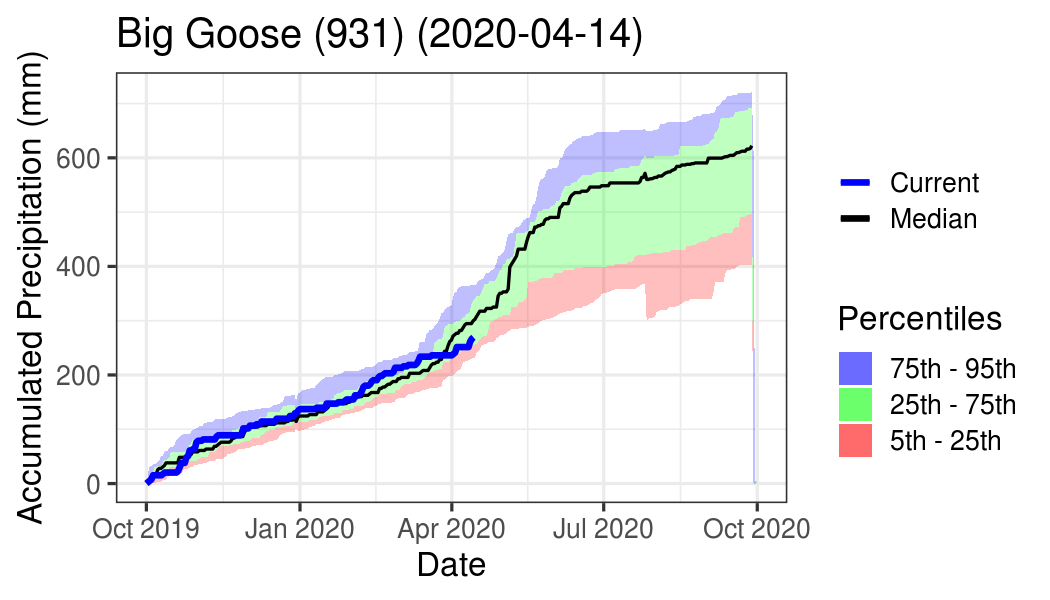 Big Goose (931) (2020-04-14)
Accumulated Precipitation (mm)
600
400
200
0
Oct 2019
Jan 2020
Apr 2020
Jul 2020
Oct 2020
Date
Current
Median
Percentiles
75th - 95th
25th - 75th
5th - 25th